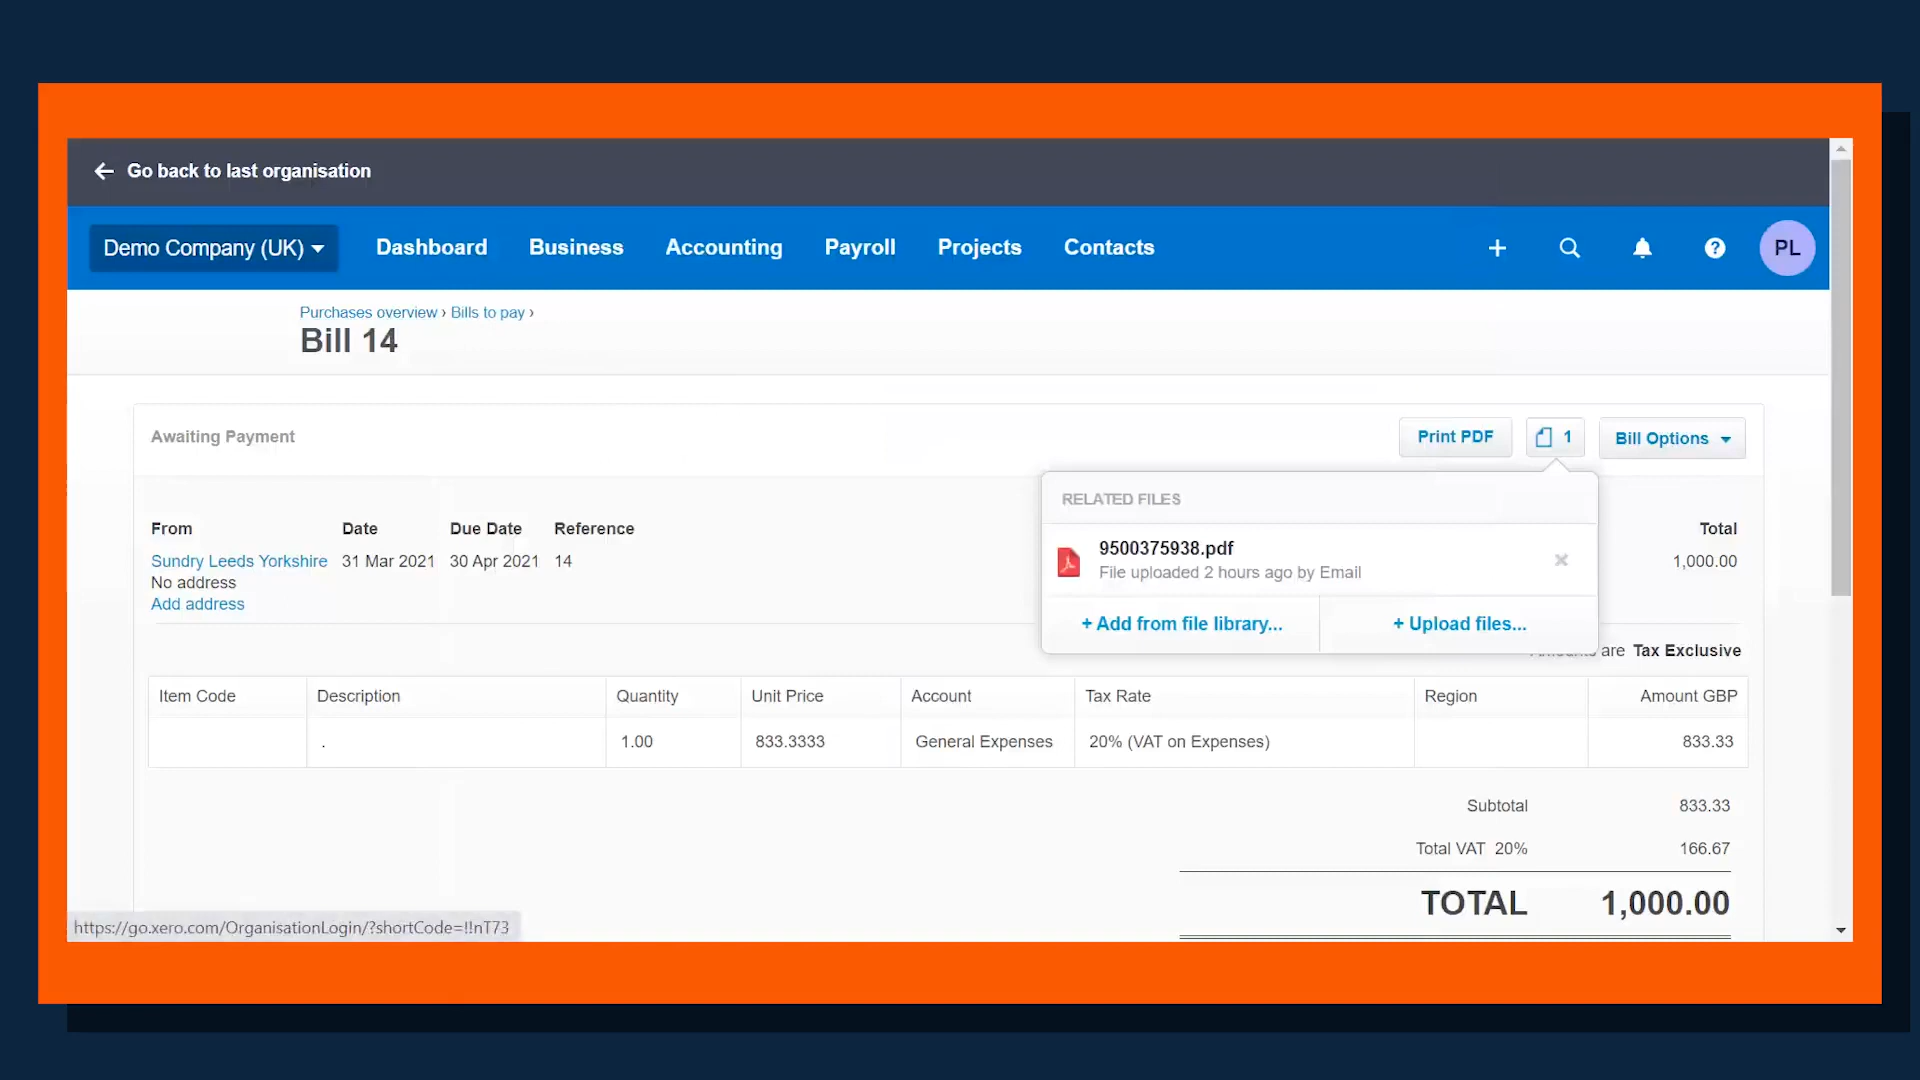 Go back to last organisation
Demo Company (UK) Dashboard Business Accounting Payroll Projects Contacts PL
Purchases overview › Bills to pay ›
Bill 14
Awaiting Payment Print PDF 1 Bill Options
RELATED FILES
9500375938.pdf
File uploaded 2 hours ago by Email
+ Add from file library... + Upload files...
From Date Due Date Reference Total
Sundry Leeds Yorkshire 31 Mar 2021 30 Apr 2021 14 1,000.00
No address
Add address
are Tax Exclusive
Item Code Description Quantity Unit Price Account Tax Rate Region Amount GBP
. 1.00 833.3333 General Expenses 20% (VAT on Expenses) 833.33
Subtotal 833.33
Total VAT 20% 166.67
TOTAL 1,000.00
https://go.xero.com/OrganisationLogin/?shortCode=!!nT73